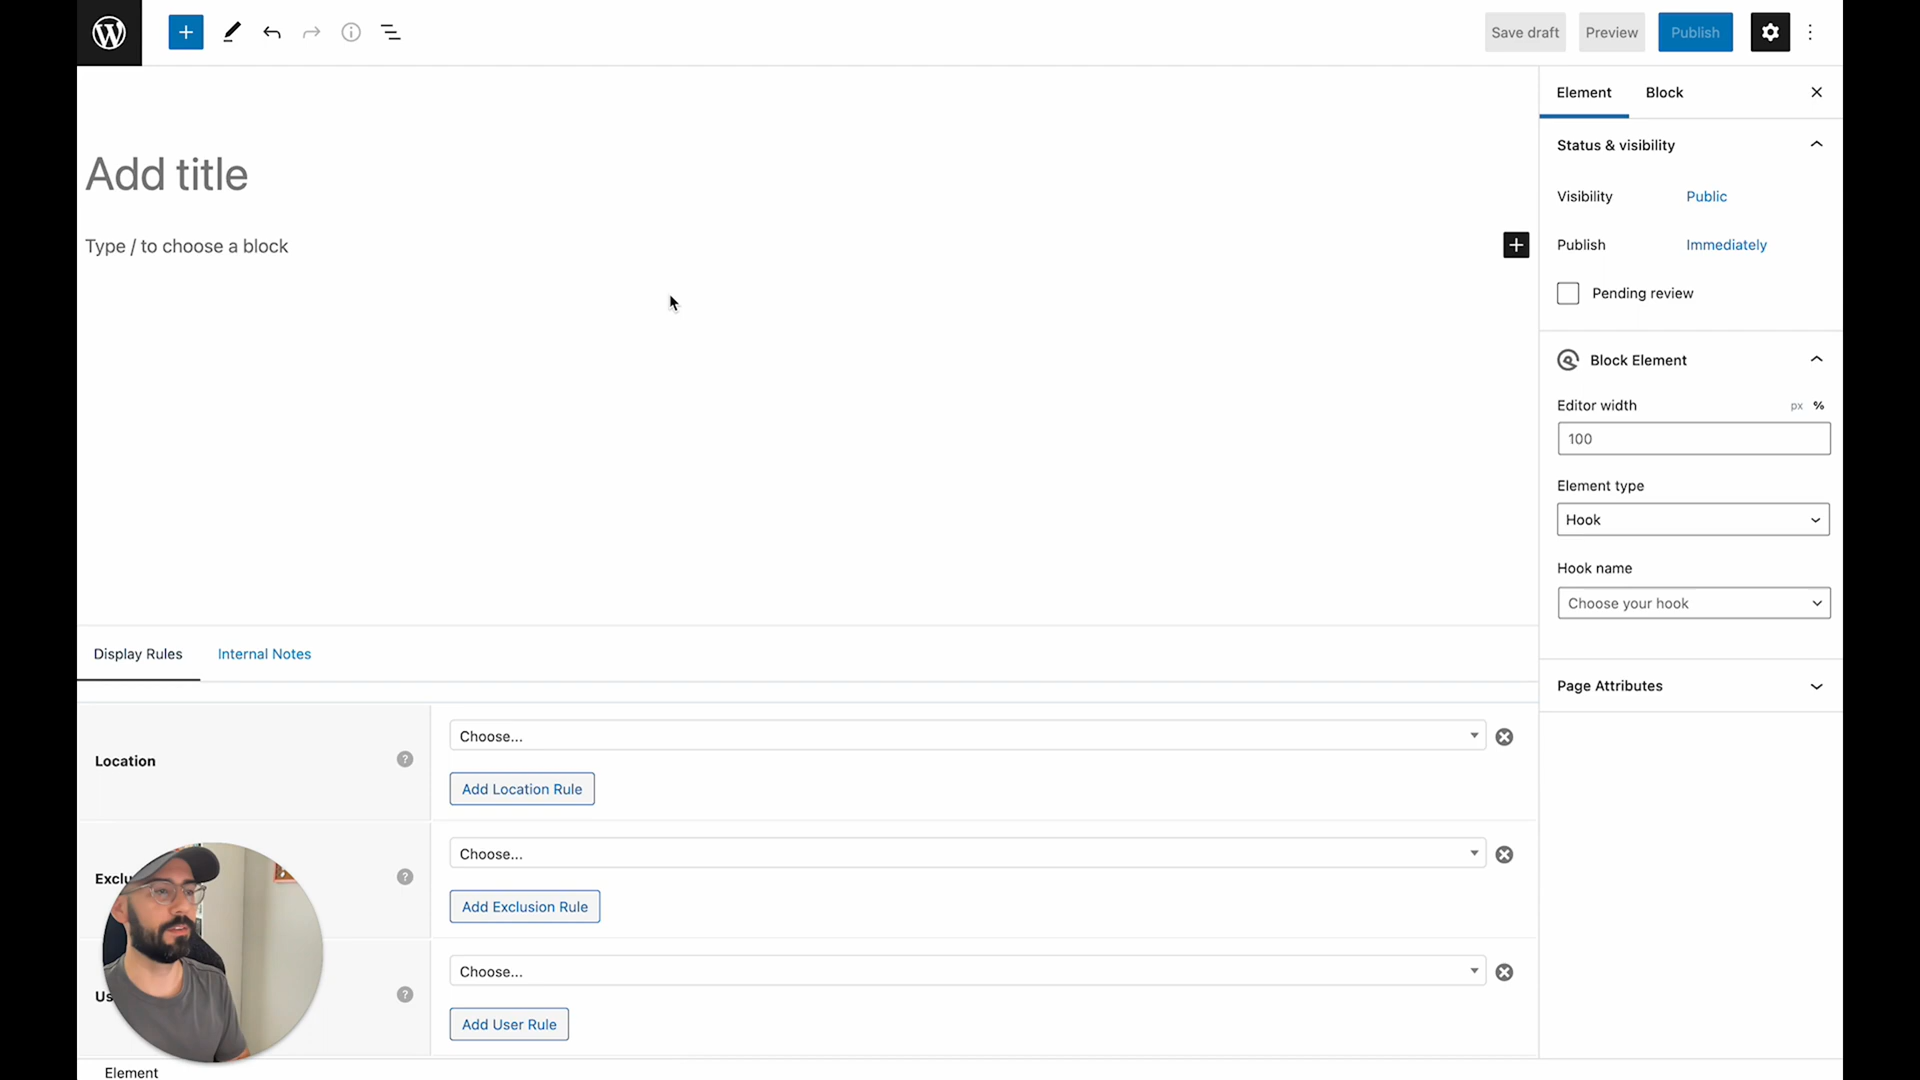 Save draft
Preview
Publish
Element
Block
Add title
Type / to choose a block
Status & visibility
Visibility
Public
Publish
Immediately
Pending review
Block Element
Editor width
px
%
100
Element type
Hook
Hook name
Choose your hook
Page Attributes
Display Rules
Internal Notes
Location
?
Choose...
Add Location Rule
Exclu
?
Choose...
Add Exclusion Rule
Us
?
Choose...
Add User Rule
Element